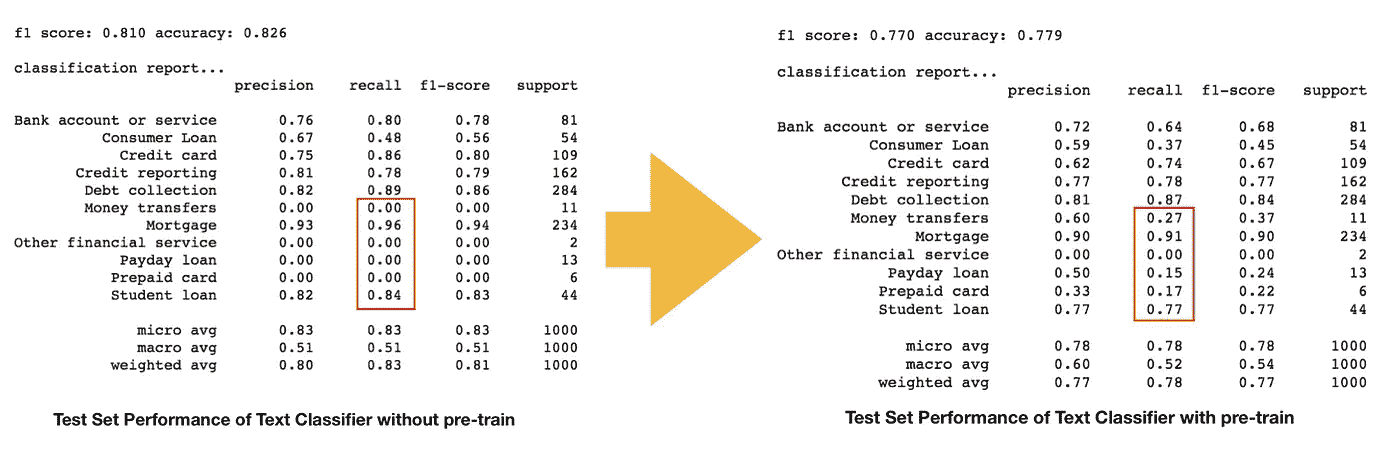 f1 score: 0.810 accuracy: 0.826
classification report...
precision recall f1-score support
Bank account or service 0.76 0.80 0.78 81
Consumer Loan 0.67 0.48 0.56 54
Credit card 0.75 0.86 0.80 109
Credit reporting 0.81 0.78 0.79 162
Debt collection 0.82 0.89 0.86 284
Money transfers 0.00 0.00 0.00 11
Mortgage 0.93 0.96 0.94 234
Other financial service 0.00 0.00 0.00 2
Payday loan 0.00 0.00 0.00 13
Prepaid card 0.00 0.00 0.00 6
Student loan 0.82 0.84 0.83 44
micro avg 0.83 0.83 0.83 1000
macro avg 0.51 0.51 0.51 1000
weighted avg 0.80 0.83 0.81 1000
Test Set Performance of Text Classifier without pre-train
f1 score: 0.770 accuracy: 0.779
classification report...
precision recall f1-score support
Bank account or service 0.72 0.64 0.68 81
Consumer Loan 0.59 0.37 0.45 54
Credit card 0.62 0.74 0.67 109
Credit reporting 0.77 0.78 0.77 162
Debt collection 0.81 0.87 0.84 284
Money transfers 0.60 0.27 0.37 11
Mortgage 0.90 0.91 0.90 234
Other financial service 0.00 0.00 0.00 2
Payday loan 0.50 0.15 0.24 13
Prepaid card 0.33 0.17 0.22 6
Student loan 0.77 0.77 0.77 44
micro avg 0.78 0.78 0.78 1000
macro avg 0.60 0.52 0.54 1000
weighted avg 0.77 0.78 0.77 1000
Test Set Performance of Text Classifier with pre-train